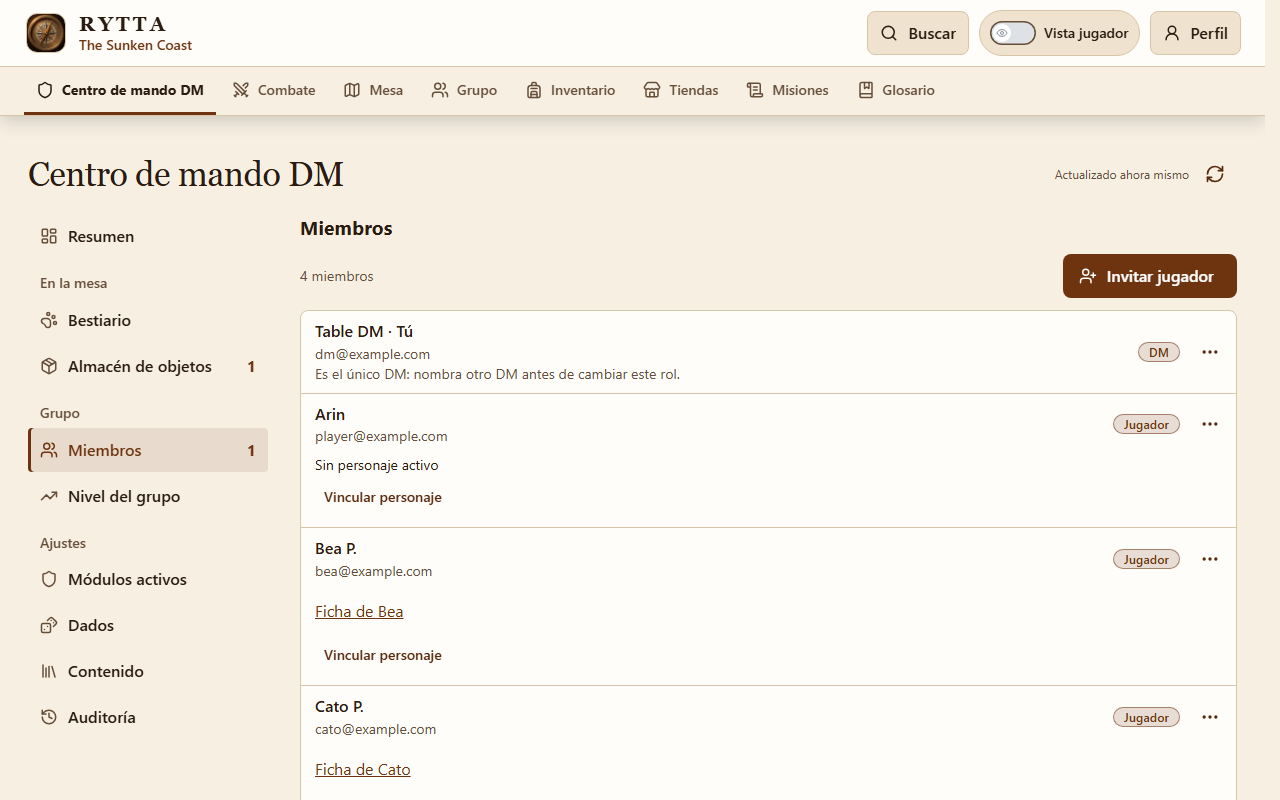 RYTTA
The Sunken Coast
Buscar
Vista jugador
Perfil
Centro de mando DM
Combate
Mesa
Grupo
Inventario
Tiendas
Misiones
Glosario
Centro de mando DM
Actualizado ahora mismo
Resumen
En la mesa
Bestiario
Almacén de objetos 1
Grupo
Miembros 1
Nivel del grupo
Ajustes
Módulos activos
Dados
Contenido
Auditoría
Miembros
4 miembros
Invitar jugador
Table DM · Tú
dm@example.com
Es el único DM: nombra otro DM antes de cambiar este rol.
DM
Arin
player@example.com
Jugador
Sin personaje activo
Vincular personaje
Bea P.
bea@example.com
Jugador
Ficha de Bea
Vincular personaje
Cato P.
cato@example.com
Jugador
Ficha de Cato